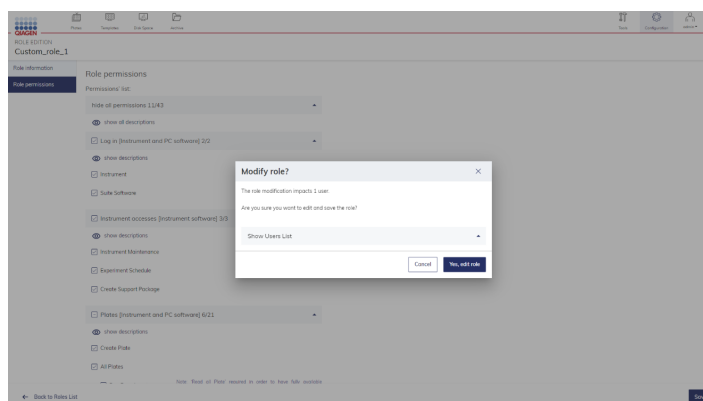 QIAGEN
Plates
Templates
Disk Space
Archive
Tools
Configuration
ROLE EDITION
Custom_role_1
Role information
Role permissions
Role permissions
Permissions' list:
hide all permissions 11/43
show all descriptions
Log in [Instrument and PC software] 2/2
show descriptions
Instrument
Suite Software
Instrument accesses [Instrument software] 3/3
show descriptions
Instrument Maintenance
Experiment Schedule
Create Support Package
Plates [Instrument and PC software] 6/21
show descriptions
Create Plate
All Plates
Modify role?
The role modification impacts 1 user.
Are you sure you want to edit and save the role?
Show Users List
Cancel
Yes, edit role
Back to Roles List